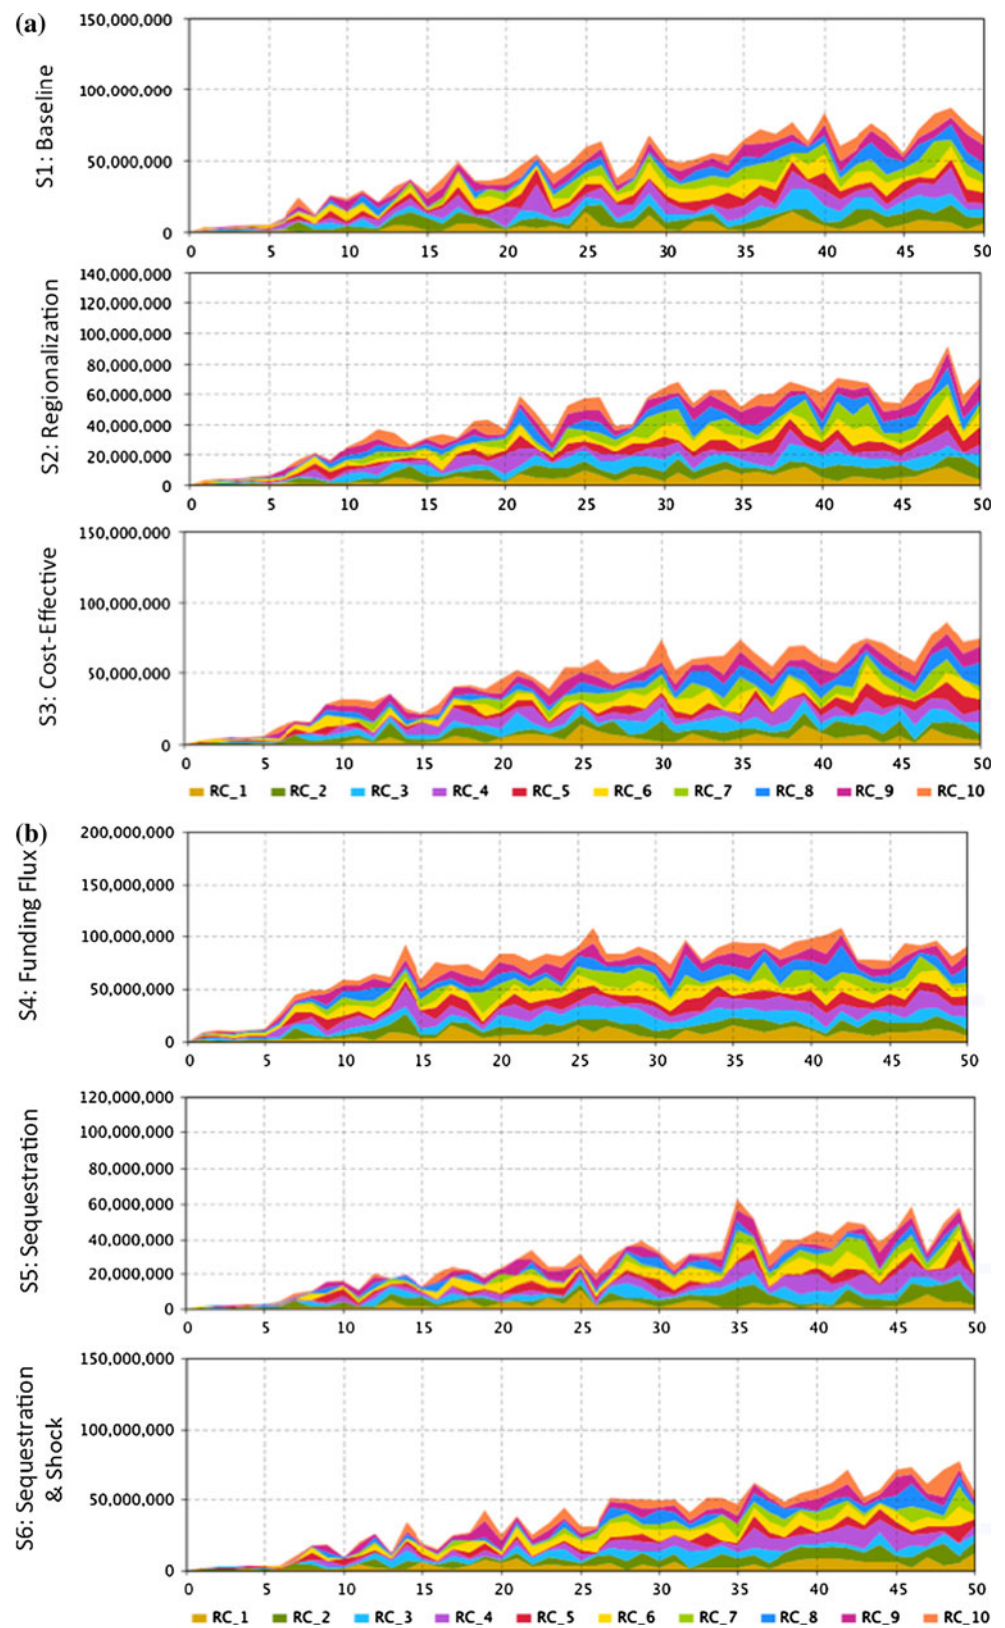 (a)
S1: Baseline
150,000,000
100,000,000
50,000,000
0
0 5 10 15 20 25 30 35 40 45 50
S2: Regionalization
140,000,000
120,000,000
100,000,000
80,000,000
60,000,000
40,000,000
20,000,000
0
0 5 10 15 20 25 30 35 40 45 50
S3: Cost-Effective
150,000,000
100,000,000
50,000,000
0
0 5 10 15 20 25 30 35 40 45 50
RC_1 RC_2 RC_3 RC_4 RC_5 RC_6 RC_7 RC_8 RC_9 RC_10
(b)
S4: Funding Flux
200,000,000
150,000,000
100,000,000
50,000,000
0
0 5 10 15 20 25 30 35 40 45 50
S5: Sequestration
120,000,000
100,000,000
80,000,000
60,000,000
40,000,000
20,000,000
0
0 5 10 15 20 25 30 35 40 45 50
S6: Sequestration
& Shock
150,000,000
100,000,000
50,000,000
0
0 5 10 15 20 25 30 35 40 45 50
RC_1 RC_2 RC_3 RC_4 RC_5 RC_6 RC_7 RC_8 RC_9 RC_10